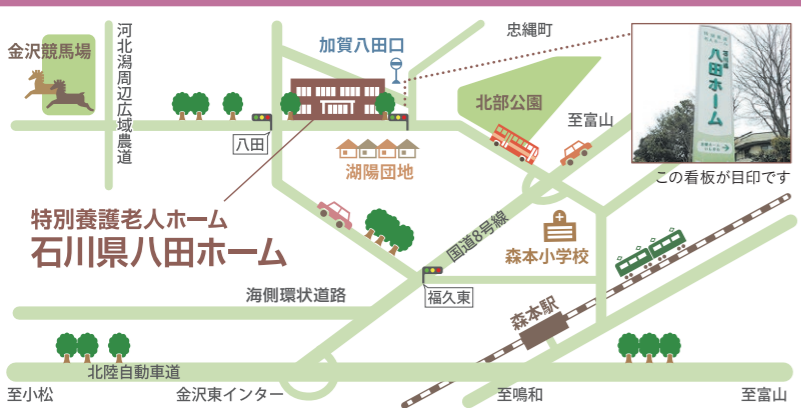 忠縄町
河北潟周辺広域農道
金沢競馬場
加賀八田口
北部公園
至富山
八田
湖陽団地
八田ホーム
この看板が目印です
特別養護老人ホーム
石川県八田ホーム
国道8号線
森本小学校
海側環状道路
福久東
森本駅
北陸自動車道
至小松
金沢東インター
至鳴和
至富山